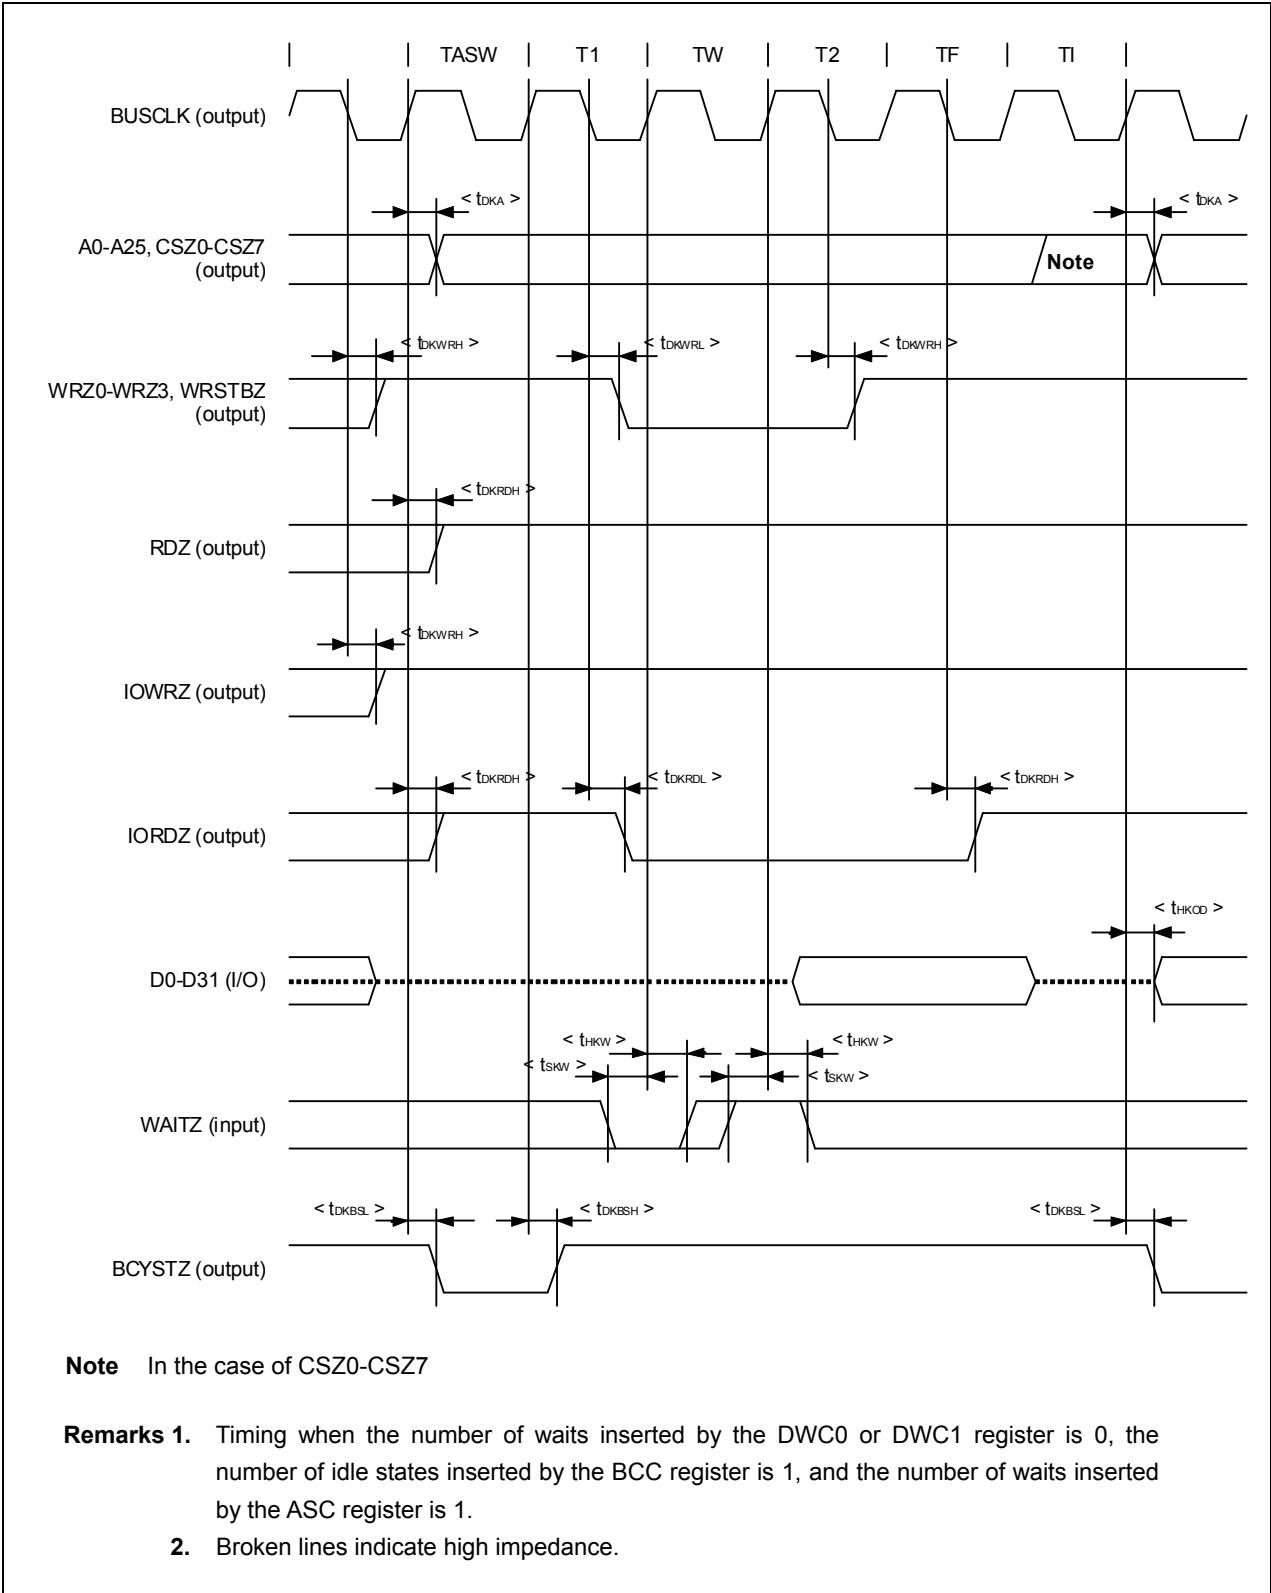 TASW T1 TW T2 TF TI
BUSCLK (output)
< tDKA > < tDKA >
A0-A25, CSZ0-CSZ7
(output)
Note
< tDKWRH > < tDKWRL > < tDKWRH >
WRZ0-WRZ3, WRSTBZ
(output)
< tDKRDH >
RDZ (output)
< tDKWRH >
IOWRZ (output)
< tDKRDH > < tDKRDL > < tDKRDH >
IORDZ (output)
< tHKOD >
D0-D31 (I/O)
< tHKW > < tHKW >
< tSKW > < tSKW >
WAITZ (input)
< tDKBSL > < tDKBSH > < tDKBSL >
BCYSTZ (output)
Note In the case of CSZ0-CSZ7
Remarks 1. Timing when the number of waits inserted by the DWC0 or DWC1 register is 0, the
number of idle states inserted by the BCC register is 1, and the number of waits inserted
by the ASC register is 1.
2. Broken lines indicate high impedance.